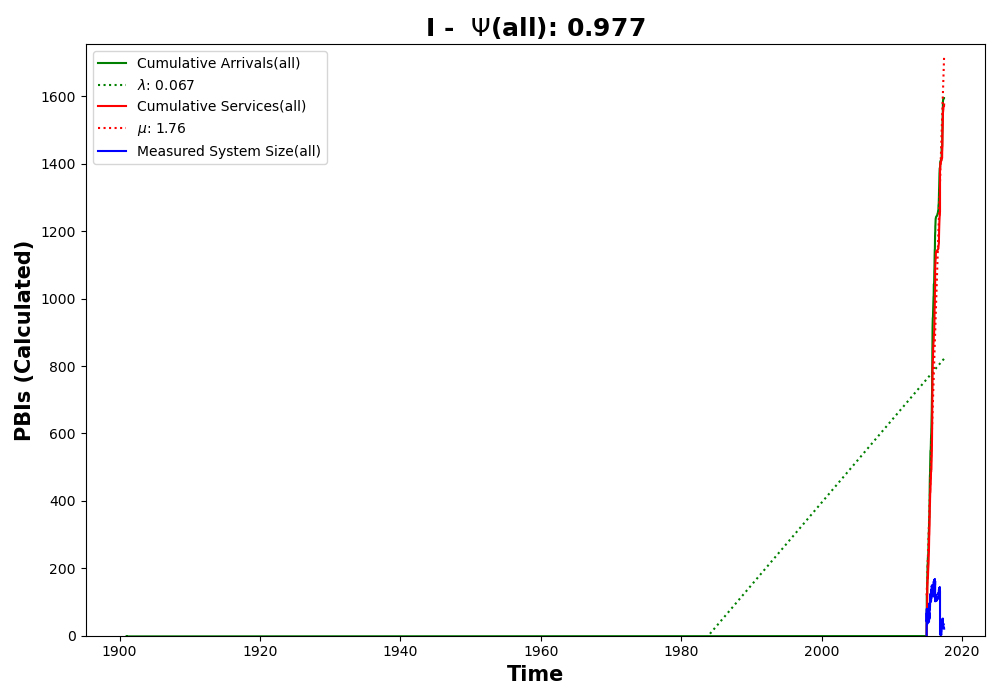 I - Ψ(all): 0.977
Cumulative Arrivals(all)
λ: 0.067
Cumulative Services(all)
μ: 1.76
Measured System Size(all)
PBIs (Calculated)
1600
1400
1200
1000
800
600
400
200
0
1900 1920 1940 1960 1980 2000 2020
Time